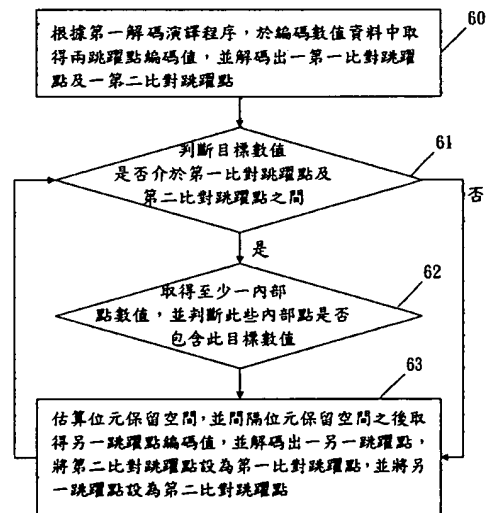 根據第一解碼演譯程序，於編碼數值資料中取
得兩跳躍點編碼值，並解碼出一第一比對跳躍
點及一第二比對跳躍點
60
判斷目標數值
是否介於第一比對跳躍點及
第二比對跳躍點之間
61
否
是
取得至少一內部
點數值，並判斷此些內部點是否
包含此目標數值
62
63
估算位元保留空間，並間隔位元保留空間之後取
得另一跳躍點編碼值，並解碼出一另一跳躍點，
將第二比對跳躍點設為第一比對跳躍點，並將另
一跳躍點設為第二比對跳躍點